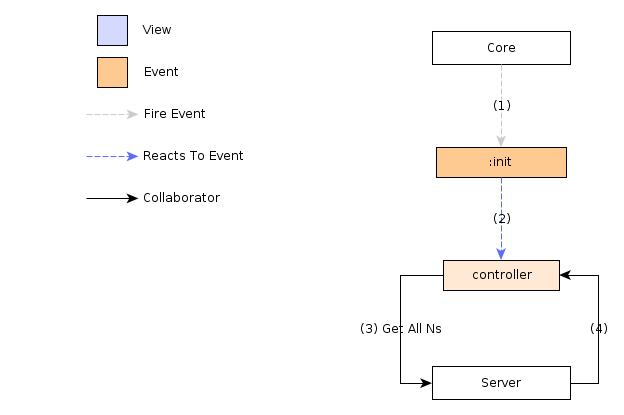 View
Event
Fire Event
Reacts To Event
Collaborator
Core
(1)
:init
(2)
controller
(3) Get All Ns
(4)
Server